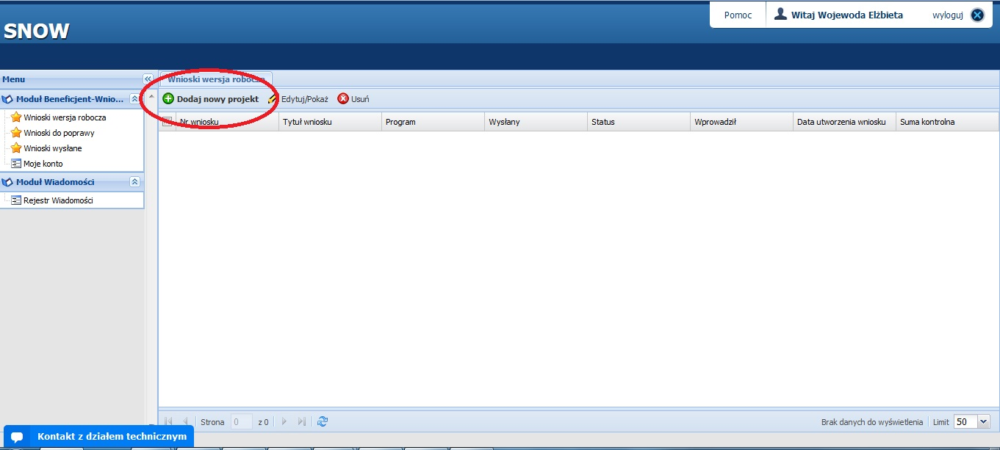 Pomoc
Witaj Wojewoda Elżbieta
wyloguj
SNOW
Menu
Moduł Beneficjent-Wnio...
Wnioski wersja robocza
Wnioski do poprawy
Wnioski wysłane
Moje konto
Moduł Wiadomości
Rejestr Wiadomości
Wnioski wersja robocza
Dodaj nowy projekt
Edytuj/Pokaż
Usuń
Nr wniosku
Tytuł wniosku
Program
Wysłany
Status
Wprowadził
Data utworzenia wniosku
Suma kontrolna
Strona 0 z 0
Brak danych do wyświetlenia
Limit 50
Kontakt z działem technicznym